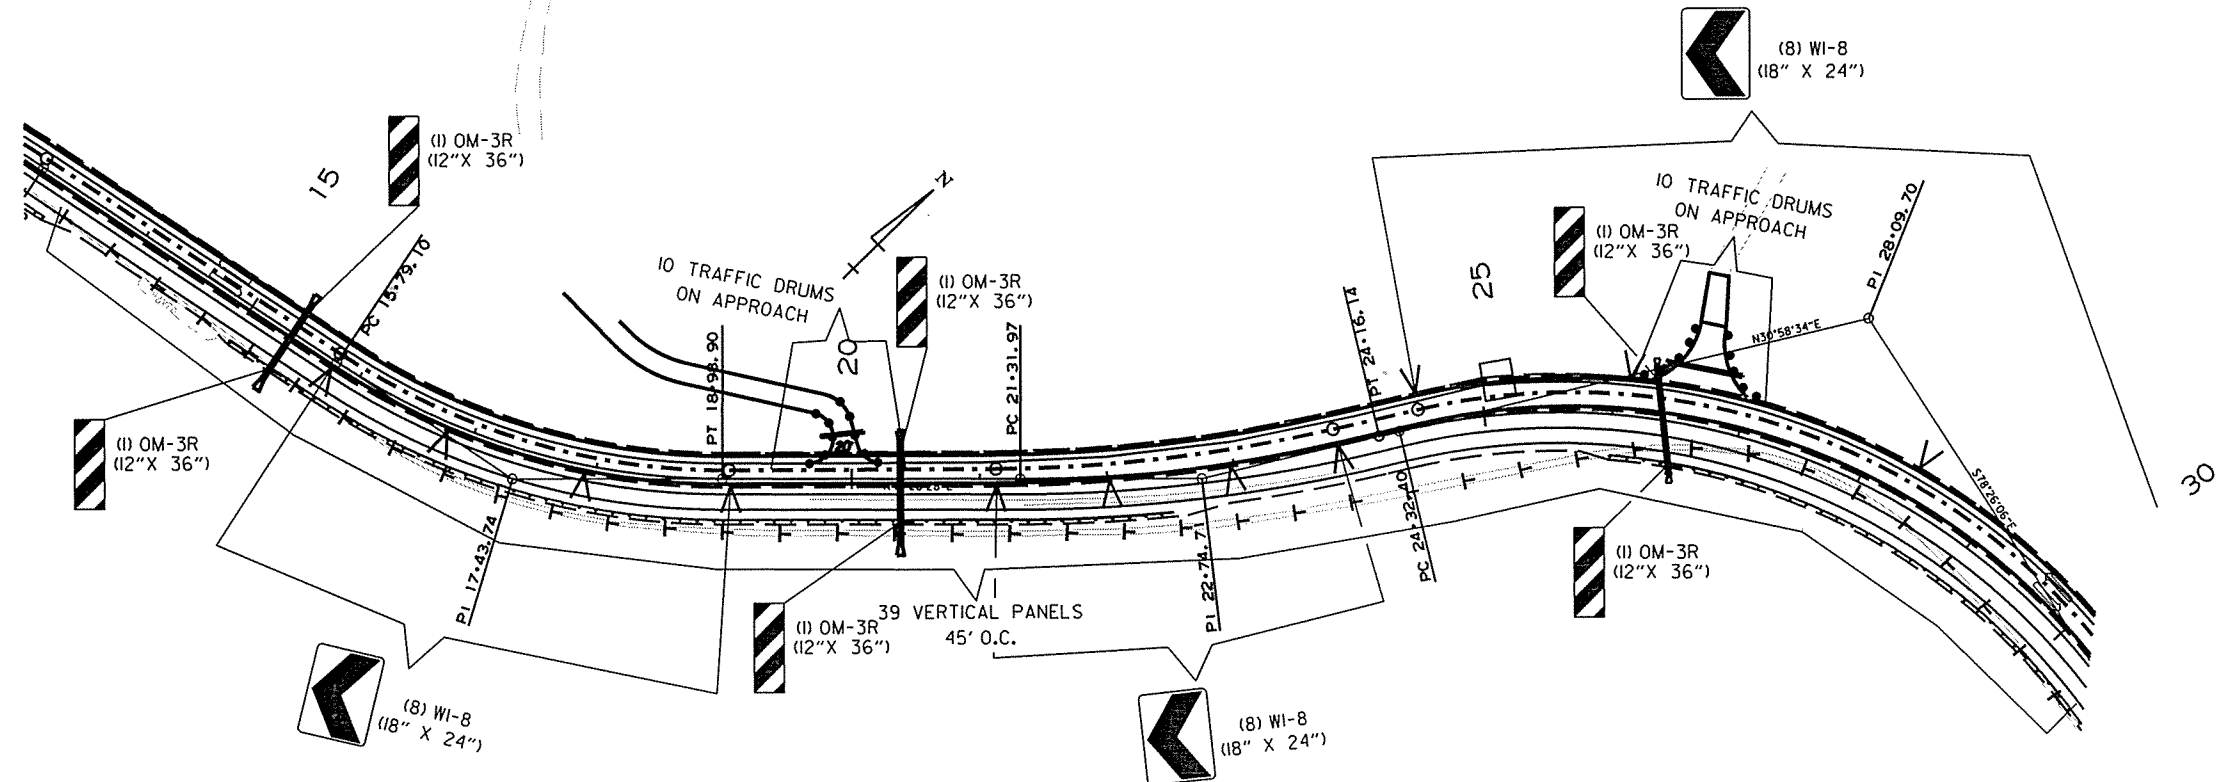 (8) W1-8
(18" X 24")
(1) OM-3R
(12"X 36")
15
N
10 TRAFFIC DRUMS
ON APPROACH
(1) OM-3R
(12"X 36")
PI 28+09.70
PC 15+79.10
10 TRAFFIC DRUMS
ON APPROACH
(1) OM-3R
(12"X 36")
25
PT 24+16.14
N30°58'34"E
PT 18+98.90
20
PC 21+31.97
20'
(1) OM-3R
(12"X 36")
S78°26'06"E
30
PI 17+43.74
PC 24+32.40
(1) OM-3R
(12"X 36")
39 VERTICAL PANELS
45' O.C.
(1) OM-3R
(12"X 36")
PI 22+74.7
(8) W1-8
(18" X 24")
(8) W1-8
(18" X 24")